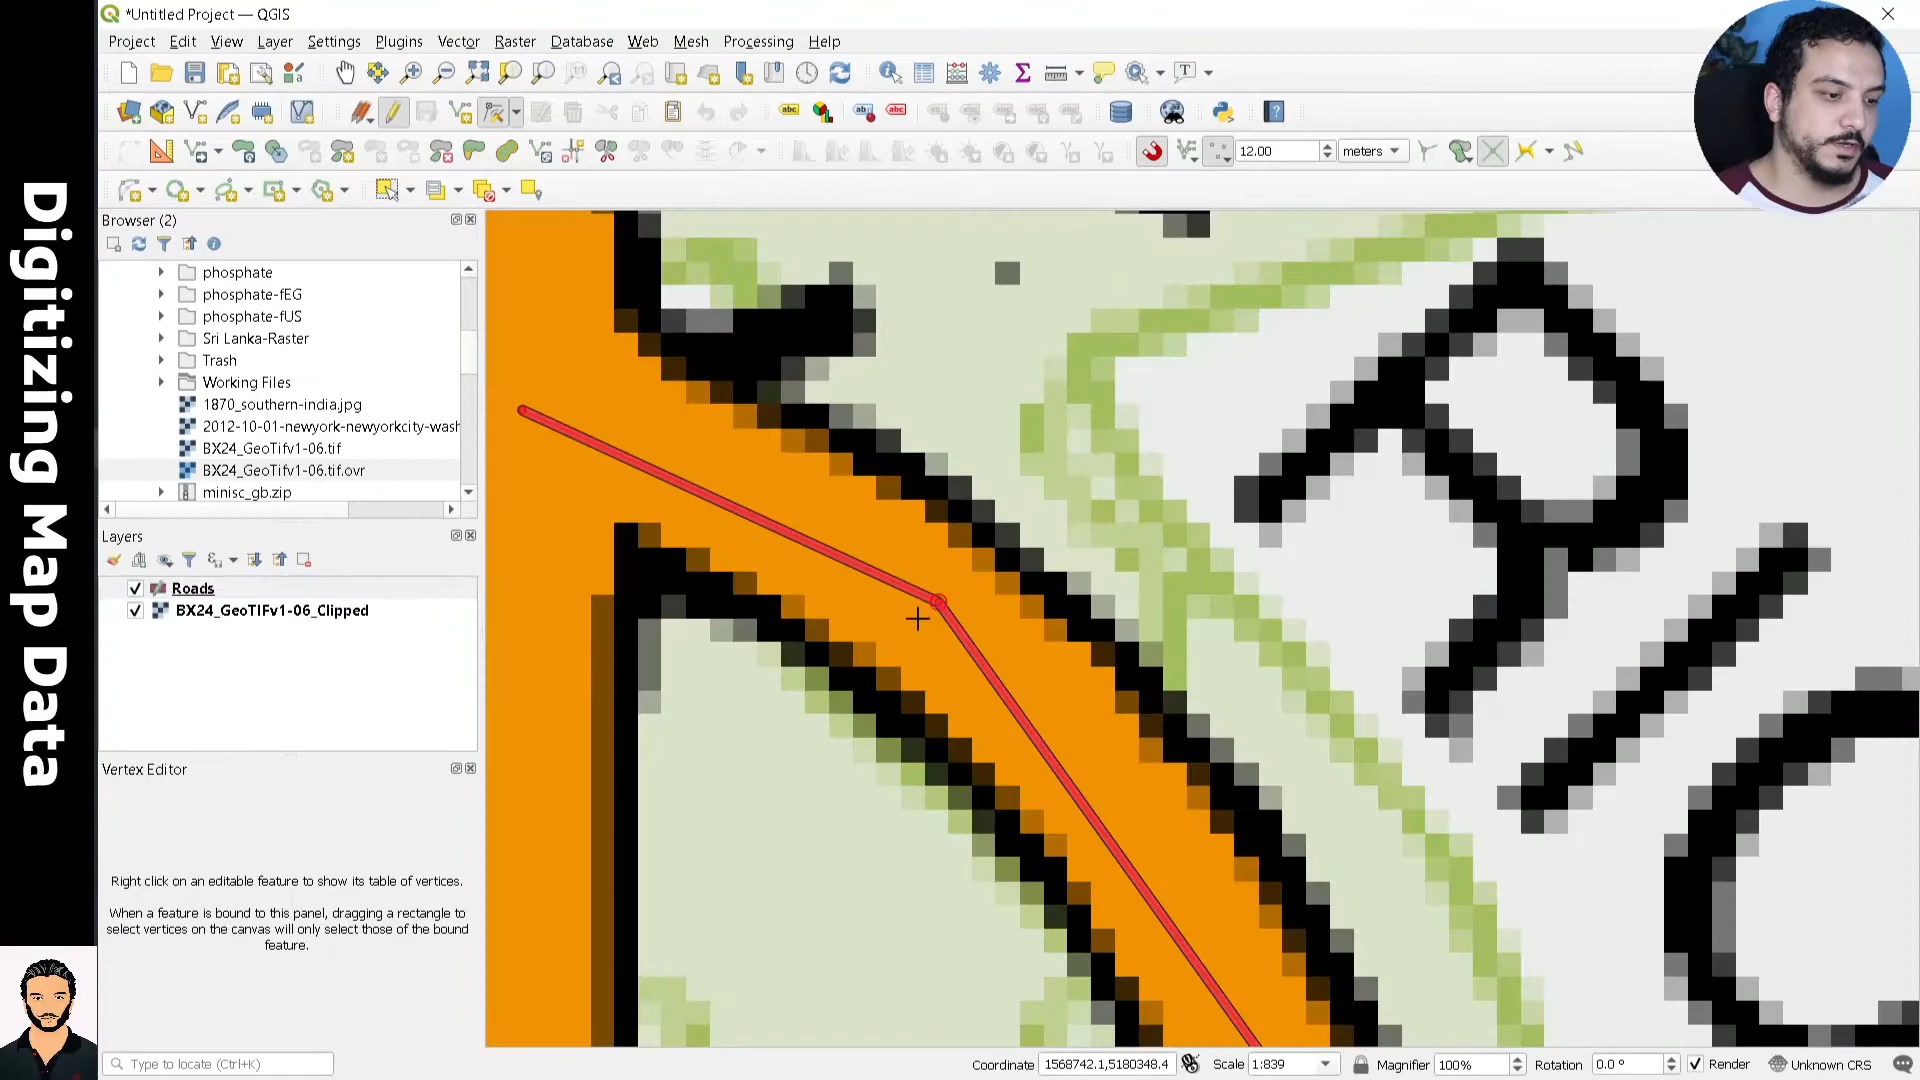 *Untitled Project — QGIS
Project Edit View Layer Settings Plugins Vector Raster Database Web Mesh Processing Help
12.00 meters
Digitizing Map Data
Browser (2)
phosphate
phosphate-fEG
phosphate-fUS
Sri Lanka-Raster
Trash
Working Files
1870_southern-india.jpg
2012-10-01-newyork-newyorkcity-wash
BX24_GeoTifv1-06.tif
BX24_GeoTifv1-06.tif.ovr
minisc_gb.zip
Layers
Roads
BX24_GeoTIFv1-06_Clipped
Vertex Editor
Right click on an editable feature to show its table of vertices.
When a feature is bound to this panel, dragging a rectangle to
select vertices on the canvas will only select those of the bound
feature.
Type to locate (Ctrl+K)
Coordinate 1568742.1,5180348.4 Scale 1:839 Magnifier 100% Rotation 0.0 ° Render Unknown CRS